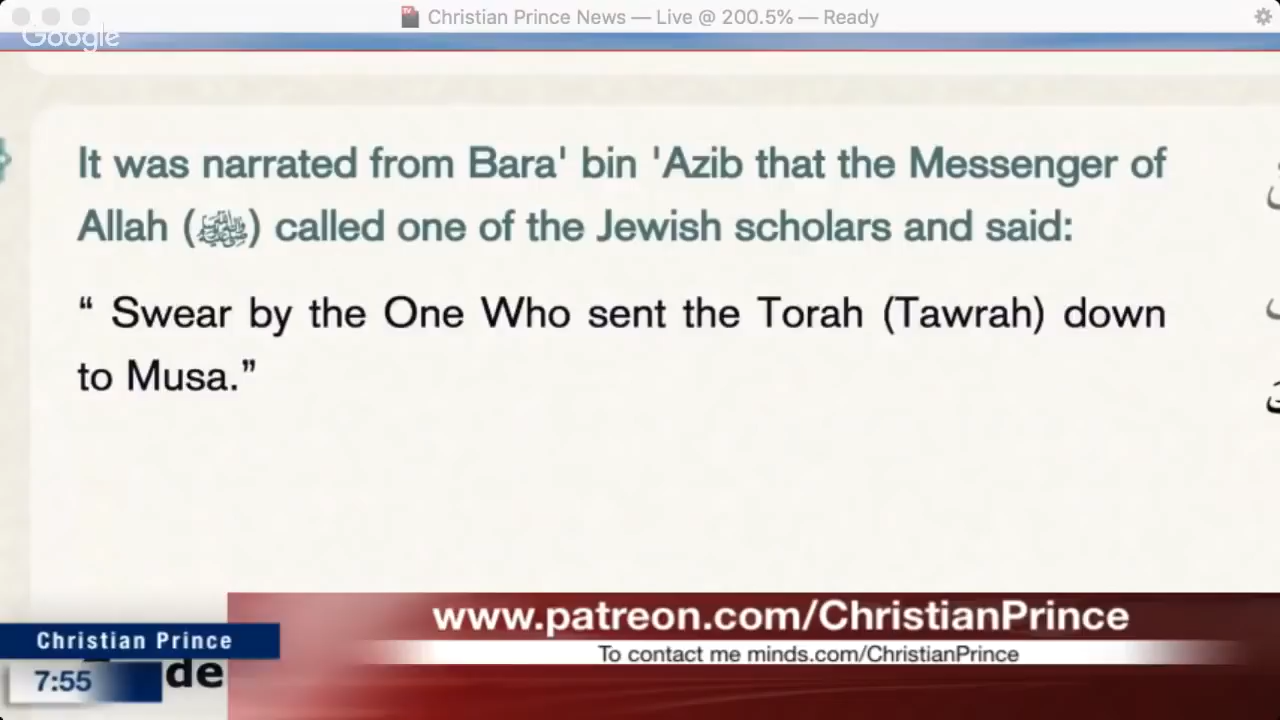 Christian Prince News — Live @ 200.5% — Ready
Google
It was narrated from Bara' bin 'Azib that the Messenger of
Allah (ﷺ) called one of the Jewish scholars and said:
“ Swear by the One Who sent the Torah (Tawrah) down
to Musa.”
www.patreon.com/ChristianPrince
Christian Prince
To contact me minds.com/ChristianPrince
7:55
de